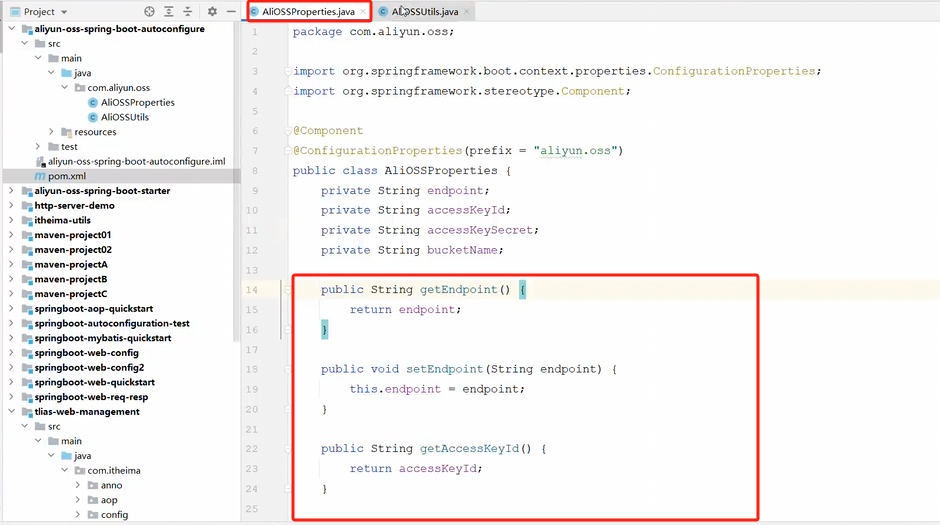 Project
aliyun-oss-spring-boot-autoconfigure
src
main
java
com.aliyun.oss
AliOSSProperties
AliOSSUtils
resources
test
aliyun-oss-spring-boot-autoconfigure.iml
pom.xml
aliyun-oss-spring-boot-starter
http-server-demo
itheima-utils
maven-project01
maven-project02
maven-projectA
maven-projectB
maven-projectC
springboot-aop-quickstart
springboot-autoconfiguration-test
springboot-mybatis-quickstart
springboot-web-config
springboot-web-config2
springboot-web-quickstart
springboot-web-req-resp
tlias-web-management
src
main
java
com.itheima
anno
aop
config
AliOSSProperties.java
AliOSSUtils.java
1 package com.aliyun.oss;
2
3 import org.springframework.boot.context.properties.ConfigurationProperties;
4 import org.springframework.stereotype.Component;
5
6 @Component
7 @ConfigurationProperties(prefix = "aliyun.oss")
8 public class AliOSSProperties {
9 private String endpoint;
10 private String accessKeyId;
11 private String accessKeySecret;
12 private String bucketName;
13
14 public String getEndpoint() {
15 return endpoint;
16 }
17
18 public void setEndpoint(String endpoint) {
19 this.endpoint = endpoint;
20 }
21
22 public String getAccessKeyId() {
23 return accessKeyId;
24 }
25